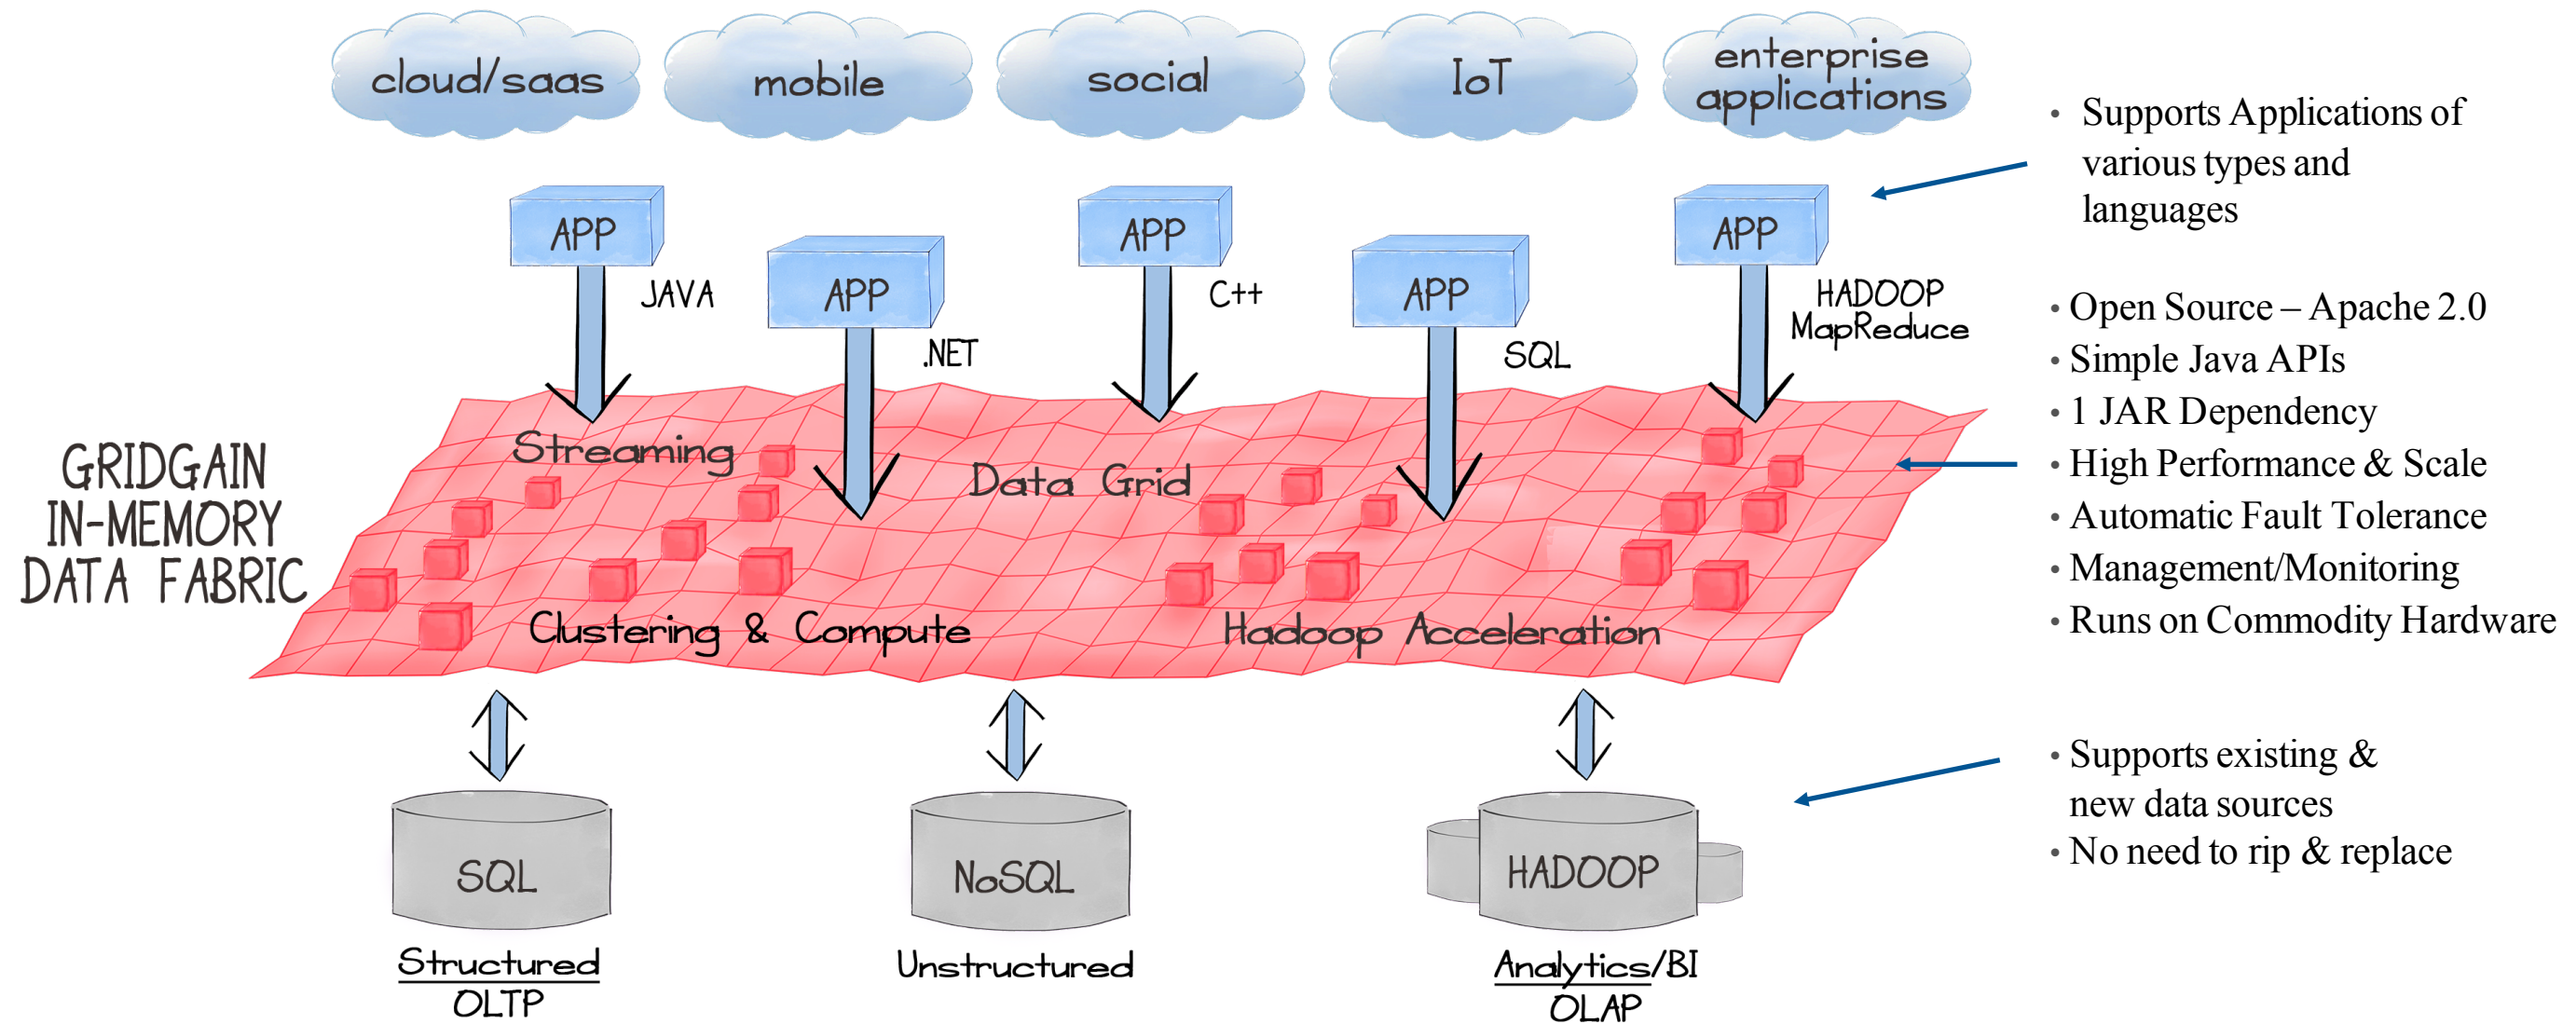 cloud/saas
mobile
social
IoT
enterprise
applications
• Supports Applications of
various types and
languages
APP
JAVA
APP
.NET
APP
C++
APP
SQL
APP
HADOOP
MapReduce
• Open Source – Apache 2.0
• Simple Java APIs
• 1 JAR Dependency
• High Performance & Scale
• Automatic Fault Tolerance
• Management/Monitoring
• Runs on Commodity Hardware
GRIDGAIN
IN-MEMORY
DATA FABRIC
Streaming
Data Grid
Clustering & Compute
Hadoop Acceleration
• Supports existing &
new data sources
• No need to rip & replace
SQL
Structured
OLTP
NoSQL
Unstructured
HADOOP
Analytics/BI
OLAP